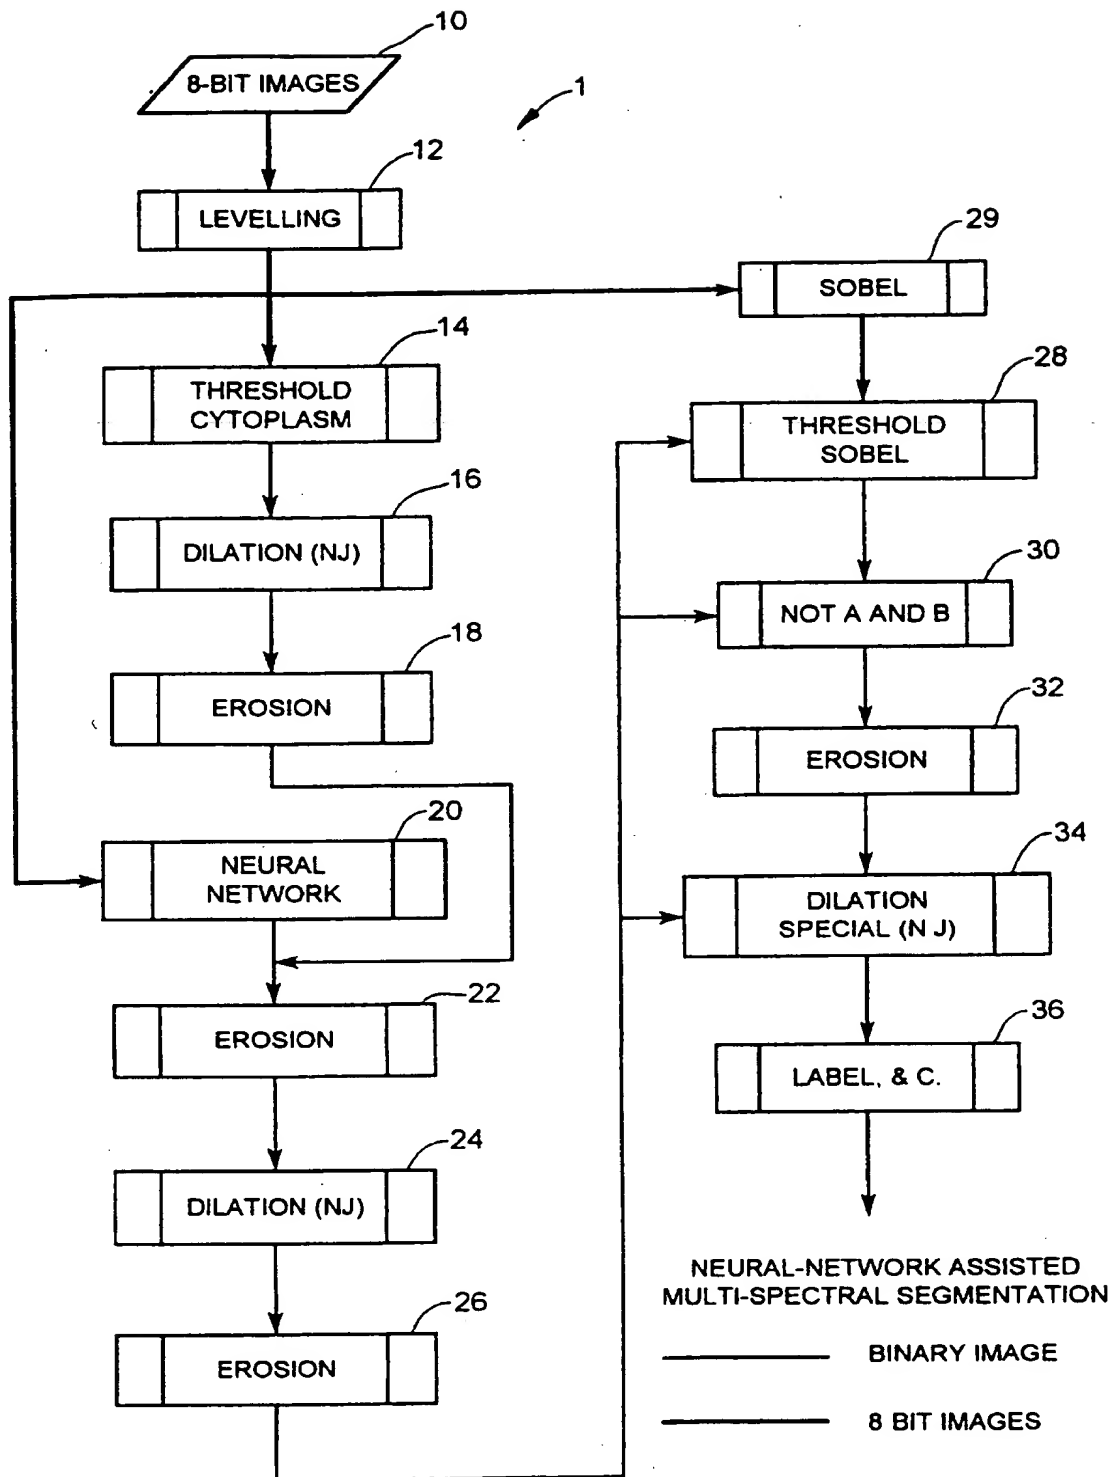 10
8-BIT IMAGES
1
12
LEVELLING
14
THRESHOLD
CYTOPLASM
16
DILATION (NJ)
18
EROSION
20
NEURAL
NETWORK
22
EROSION
24
DILATION (NJ)
26
EROSION
29
SOBEL
28
THRESHOLD
SOBEL
30
NOT A AND B
32
EROSION
34
DILATION
SPECIAL (N J)
36
LABEL, & C.
NEURAL-NETWORK ASSISTED
MULTI-SPECTRAL SEGMENTATION
BINARY IMAGE
8 BIT IMAGES